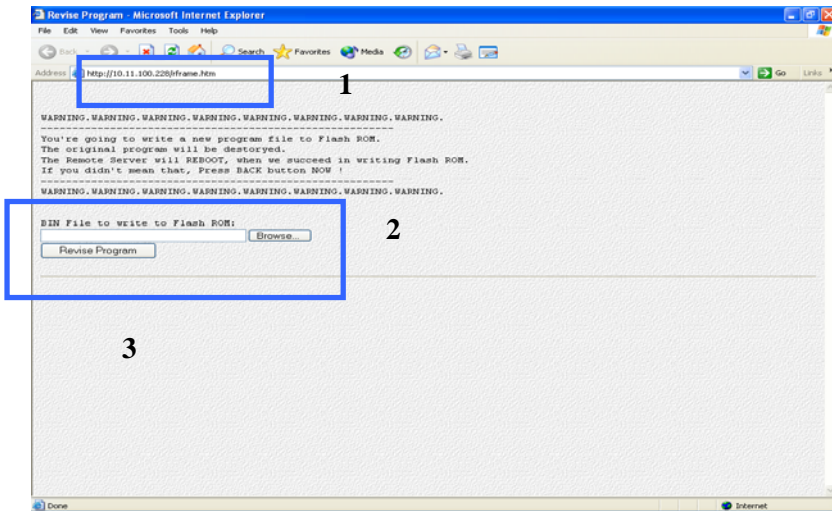 Revise Program - Microsoft Internet Explorer
File Edit View Favorites Tools Help
Back Search Favorites Media
Address http://10.11.100.228/rframe.htm Go Links
1
WARNING.WARNING.WARNING.WARNING.WARNING.WARNING.WARNING.WARNING.
----------------------------------------------------------
You're going to write a new program file to Flash ROM.
The original program will be destoryed.
The Remote Server will REBOOT, when we succeed in writing Flash ROM.
If you didn't mean that, Press BACK button NOW !
----------------------------------------------------------
WARNING.WARNING.WARNING.WARNING.WARNING.WARNING.WARNING.WARNING.
BIN File to write to Flash ROM:
Browse... 2
Revise Program
3
Done Internet